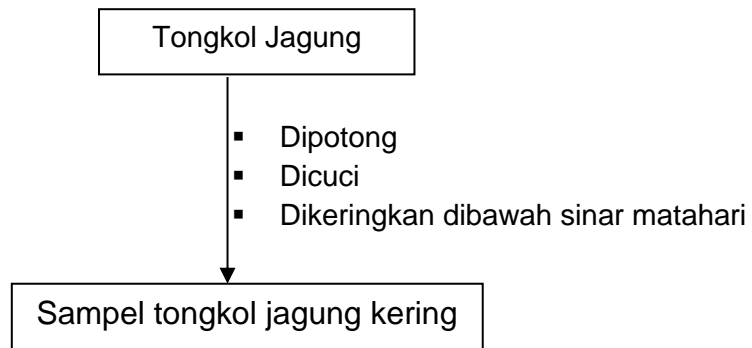 Tongkol Jagung
▪ Dipotong
▪ Dicuci
▪ Dikeringkan dibawah sinar matahari
Sampel tongkol jagung kering